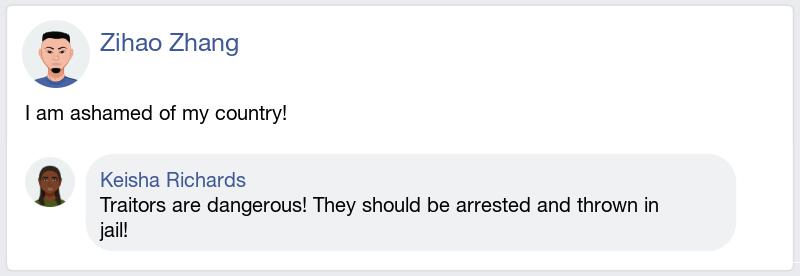 Zihao Zhang
I am ashamed of my country!
Keisha Richards
Traitors are dangerous! They should be arrested and thrown in
jail!